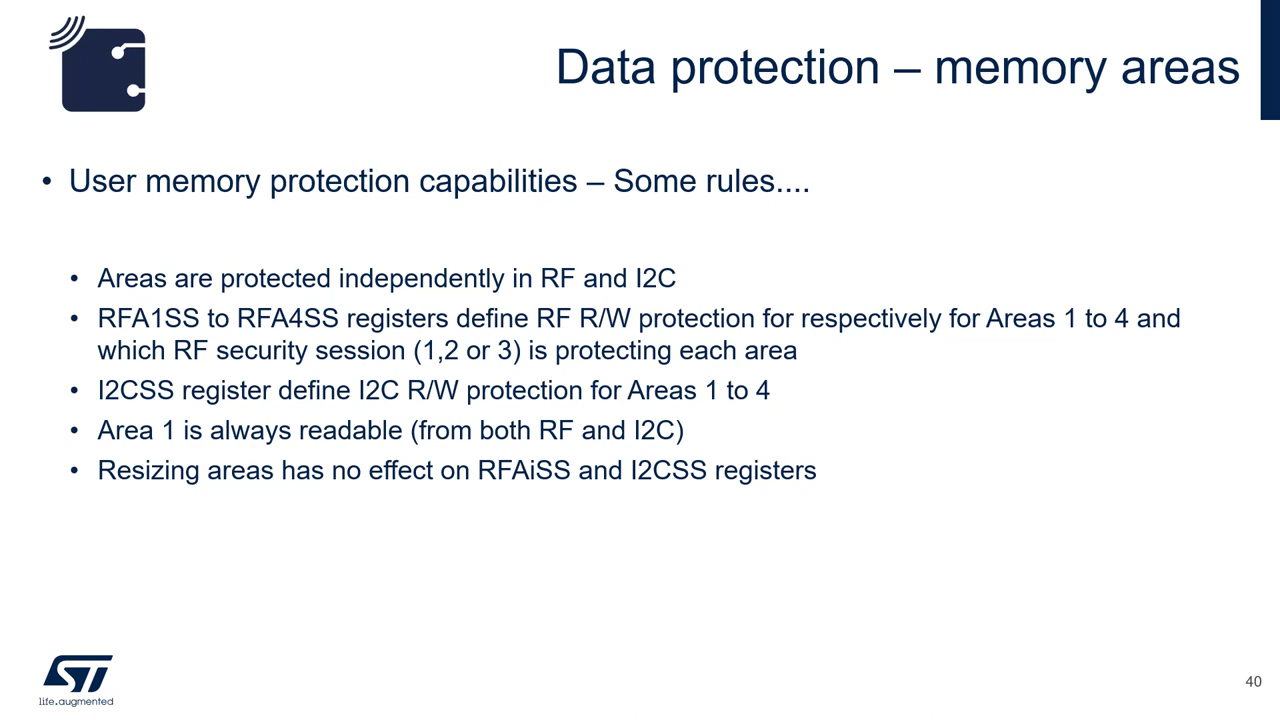 Data protection – memory areas
• User memory protection capabilities – Some rules....
• Areas are protected independently in RF and I2C
• RFA1SS to RFA4SS registers define RF R/W protection for respectively for Areas 1 to 4 and
which RF security session (1,2 or 3) is protecting each area
• I2CSS register define I2C R/W protection for Areas 1 to 4
• Area 1 is always readable (from both RF and I2C)
• Resizing areas has no effect on RFAiSS and I2CSS registers
ST
life.augmented
40